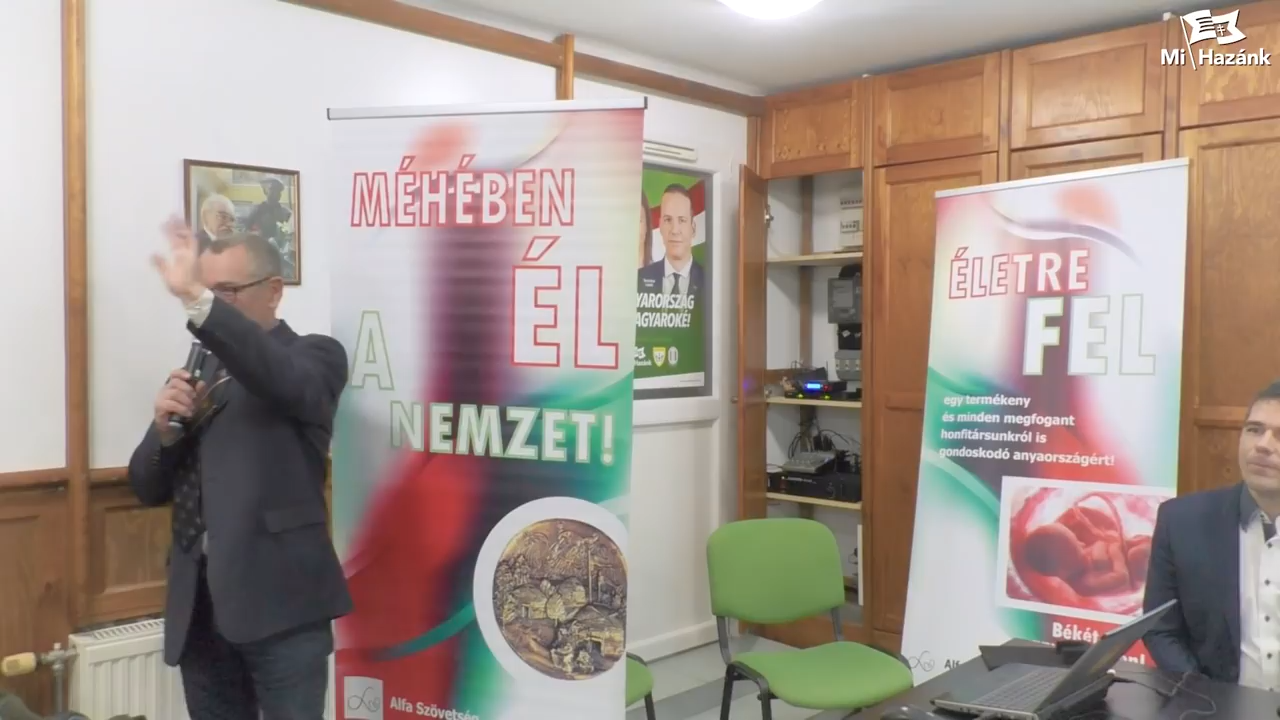 Mi Hazánk
MÉHÉBEN
ÉL
A
NEMZET!
Alfa Szövetség
YARORSZÁG
AGYAROKÉ!
ÉLETRE
FEL
egy termékeny
és minden megfogant
honfitársunkról is
gondoskodó anyaországért!
Békét